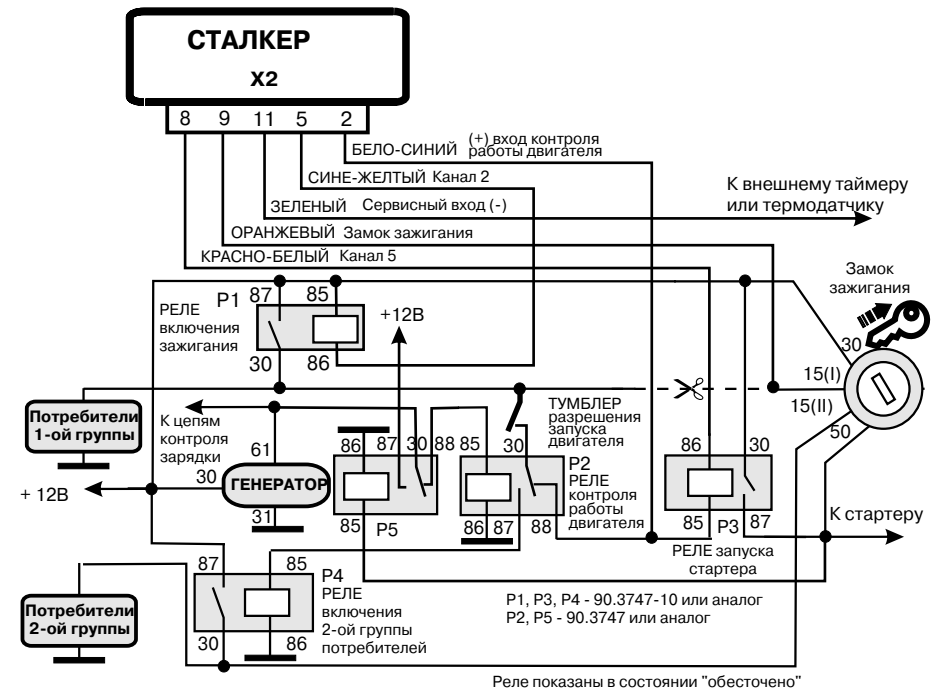 СТАЛКЕР
X2
8 9 11 5 2
БЕЛО-СИНИЙ (+) вход контроля
работы двигателя
СИНЕ-ЖЕЛТЫЙ Канал 2
ЗЕЛЕНЫЙ Сервисный вход (-)
К внешнему таймеру
или термодатчику
ОРАНЖЕВЫЙ Замок зажигания
КРАСНО-БЕЛЫЙ Канал 5
Замок
зажигания
P1
87 85
РЕЛЕ
включения
зажигания
30 86
+12В
30
15(I)
15(II)
50
Потребители
1-ой группы
К цепям
контроля
зарядки
ТУМБЛЕР
разрешения
запуска
двигателя
61
30
ГЕНЕРАТОР
31
+ 12В
86 87 30 88
85 P5
85 30
P2
РЕЛЕ
контроля
работы
двигателя
86 87 88
86 30
85 P3 87
РЕЛЕ запуска
стартера
К стартеру
87 85
P4
РЕЛЕ
включения
2-ой группы
потребителей
30 86
Потребители
2-ой группы
P1, P3, P4 - 90.3747-10 или аналог
P2, P5 - 90.3747 или аналог
Реле показаны в состоянии "обесточено"